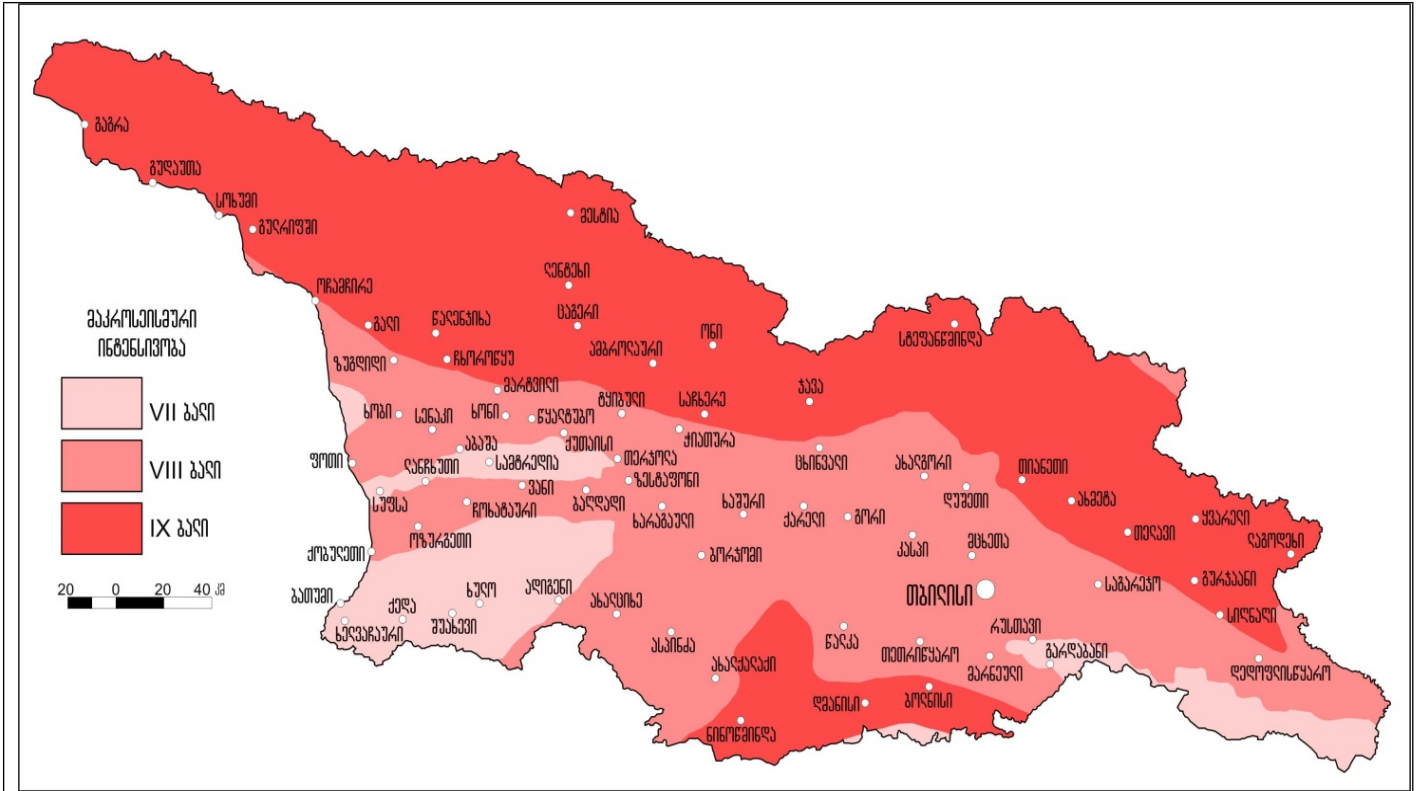 გაგრა
გუდაუთა
სოხუმი
გულრიფში
მესტია
ლენტეხი
ოჩამჩირე
მაკროსეისმური
ინტენსივობა
VII ბალი
VIII ბალი
IX ბალი
20 0 20 40 კმ
გალი
წალენჯიხა
ცაგერი
ონი
სტეფანწმინდა
ზუგდიდი
ჩხოროწყუ
ამბროლაური
მარტვილი
ჯავა
ხობი
სენაკი
ხონი
წყალტუბო
ტყიბული
საჩხერე
ქუთაისი
ჭიათურა
აბაშა
ფოთი
ლანჩხუთი
სამტრედია
თერჯოლა
ცხინვალი
ახალგორი
თიანეთი
ზესტაფონი
დუშეთი
სუფსა
ვანი
ბაღდადი
ჩოხატაური
ხარაგაული
ხაშური
ქარელი
გორი
ახმეტა
ყვარელი
ოზურგეთი
კასპი
მცხეთა
თელავი
ლაგოდეხი
ქობულეთი
ბორჯომი
თბილისი
საგარეჯო
გურჯაანი
ბათუმი
ქედა
ხულო
ადიგენი
ახალციხე
სიღნაღი
ხელვაჩაური
შუახევი
ასპინძა
წალკა
თეთრიწყარო
რუსთავი
მარნეული
გარდაბანი
დედოფლისწყარო
ახალქალაქი
დმანისი
ბოლნისი
ნინოწმინდა